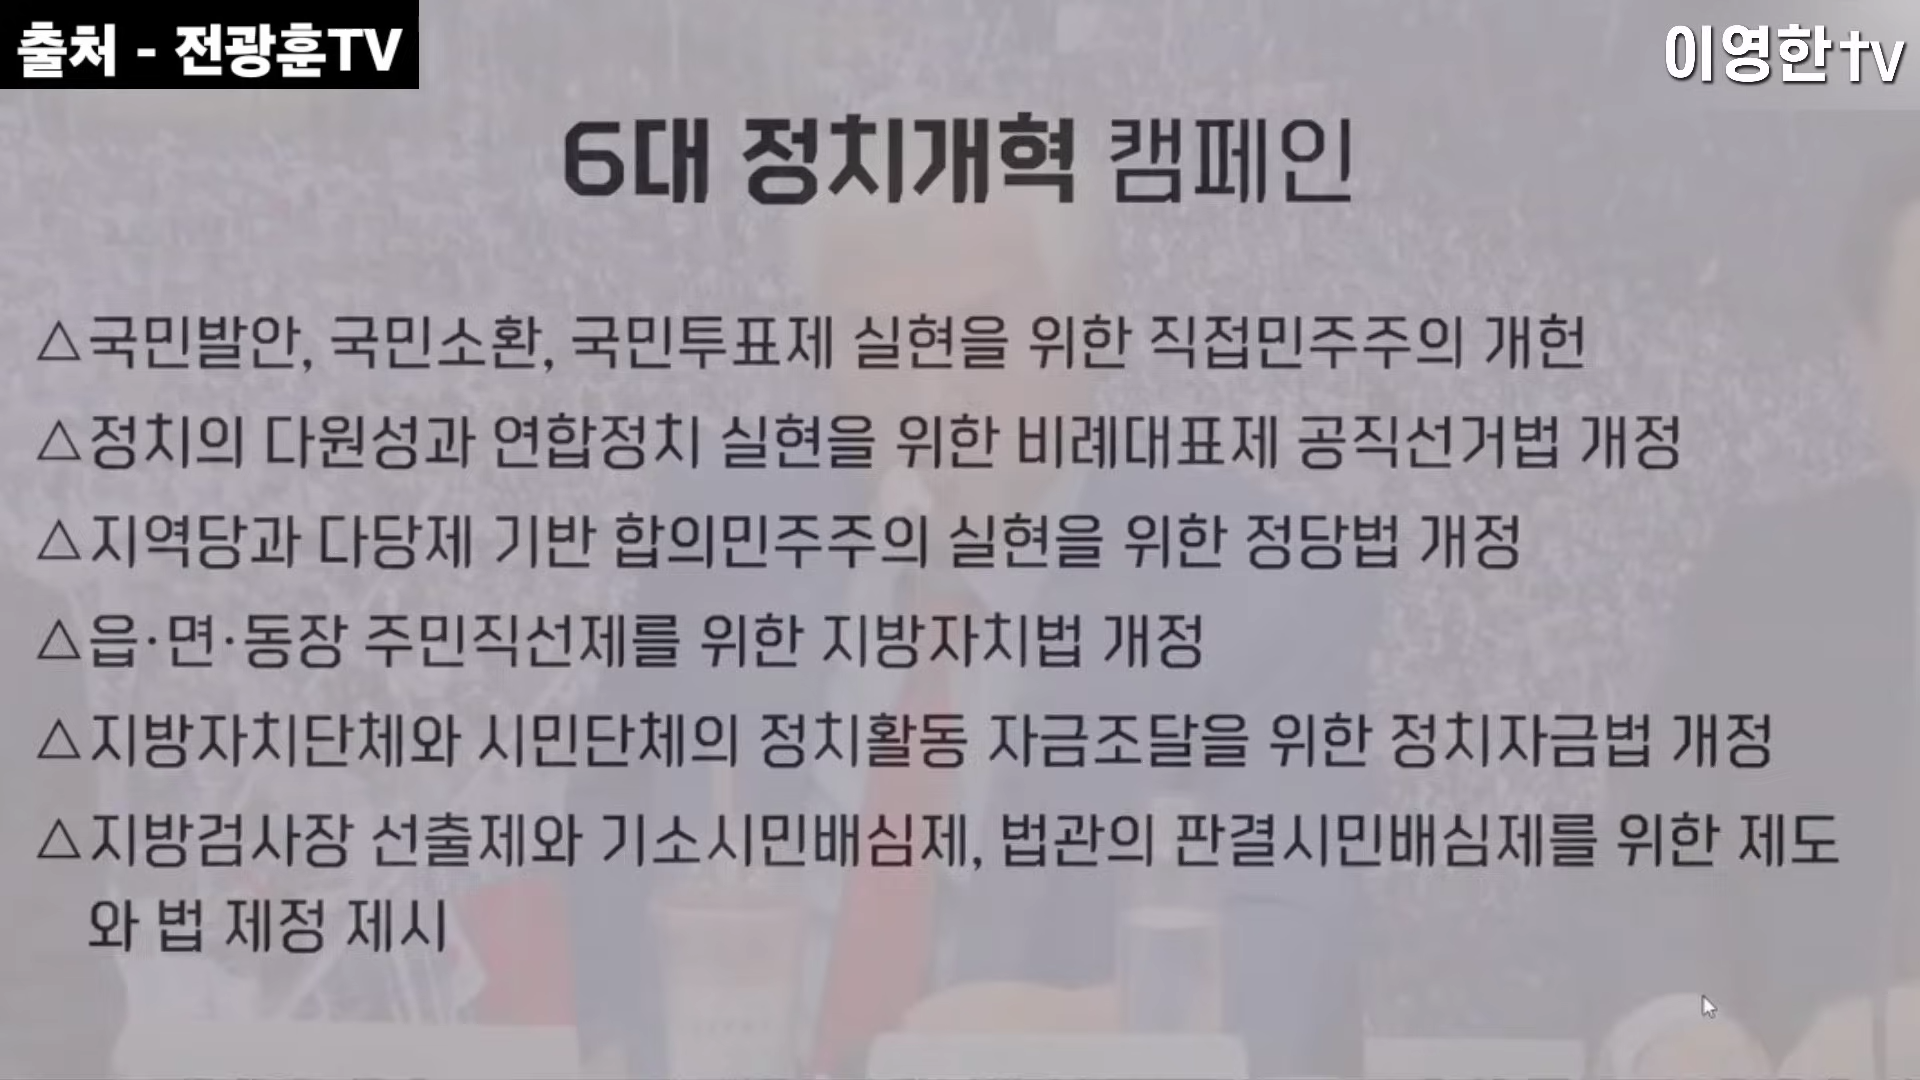 출처 - 전광훈TV
이영한tv
6대 정치개혁 캠페인
△국민발안, 국민소환, 국민투표제 실현을 위한 직접민주주의 개헌
△정치의 다원성과 연합정치 실현을 위한 비례대표제 공직선거법 개정
△지역당과 다당제 기반 합의민주주의 실현을 위한 정당법 개정
△읍·면·동장 주민직선제를 위한 지방자치법 개정
△지방자치단체와 시민단체의 정치활동 자금조달을 위한 정치자금법 개정
△지방검사장 선출제와 기소시민배심제, 법관의 판결시민배심제를 위한 제도
와 법 제정 제시